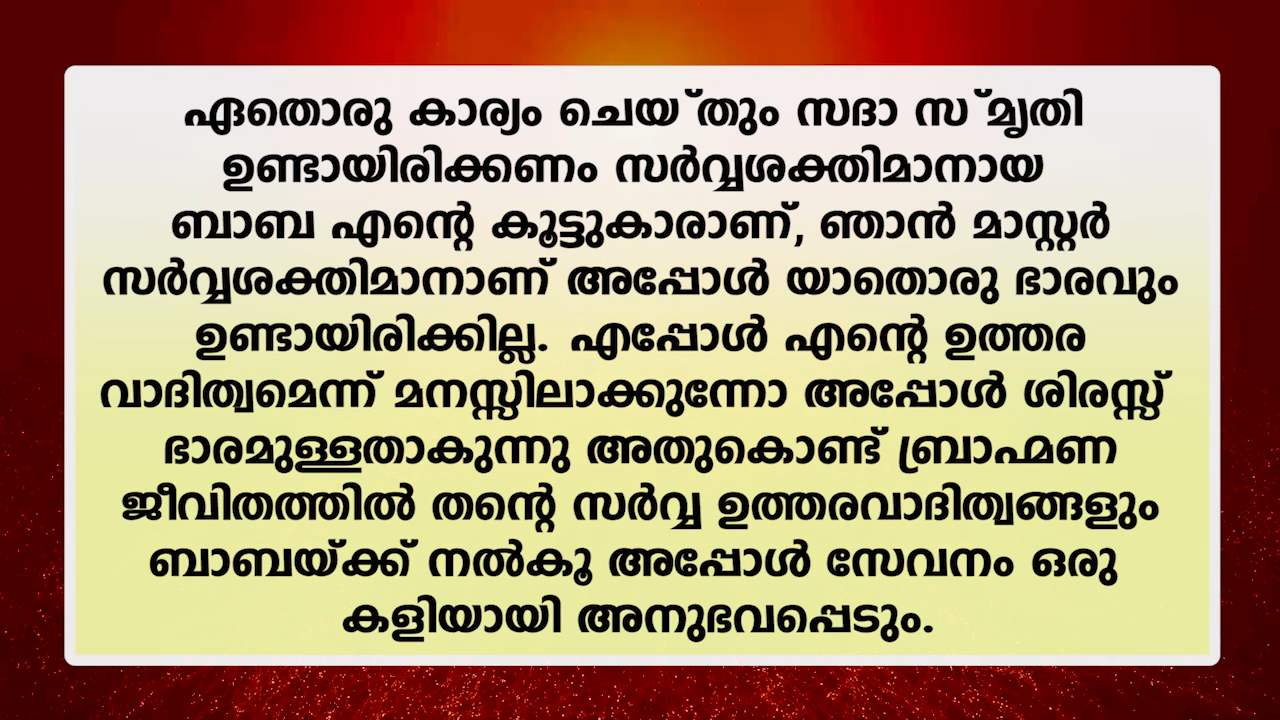 ഏതൊരു കാര്യം ചെയ്തും സദാ സ്മൃതി
ഉണ്ടായിരിക്കണം സർവ്വശക്തിമാനായ
ബാബ എന്റെ കൂട്ടുകാരാണ്, ഞാൻ മാസ്റ്റർ
സർവ്വശക്തിമാനാണ് അപ്പോൾ യാതൊരു ഭാരവും
ഉണ്ടായിരിക്കില്ല. എപ്പോൾ എന്റെ ഉത്തര
വാദിത്വമെന്ന് മനസ്സിലാക്കുന്നോ അപ്പോൾ ശിരസ്സ്
ഭാരമുള്ളതാകുന്നു അതുകൊണ്ട് ബ്രാഹ്മണ
ജീവിതത്തിൽ തന്റെ സർവ്വ ഉത്തരവാദിത്വങ്ങളും
ബാബയ്ക്ക് നൽകൂ അപ്പോൾ സേവനം ഒരു
കളിയായി അനുഭവപ്പെടും.